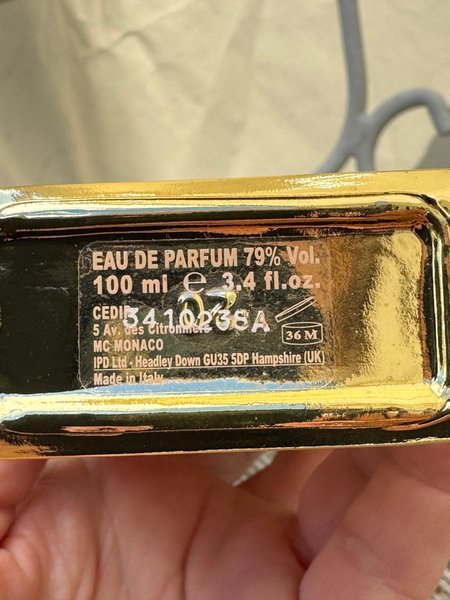 EAU DE PARFUM 79% Vol.
100 ml e 3.4 fl.oz.
CEDIP
3410238A
5 Av. des Citronniers
36 M
MC MONACO
IPD Ltd - Headley Down GU35 5DP Hampshire (UK)
Made in Italy